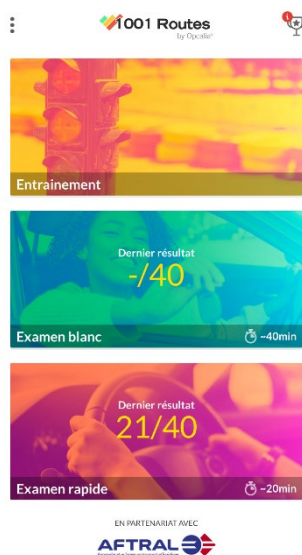 1001 Routes
by Opcalia
Entrainement
Dernier résultat
-/40
Examen blanc
~40min
Dernier résultat
21/40
Examen rapide
~20min
EN PARTENARIAT AVEC
AFTRAL